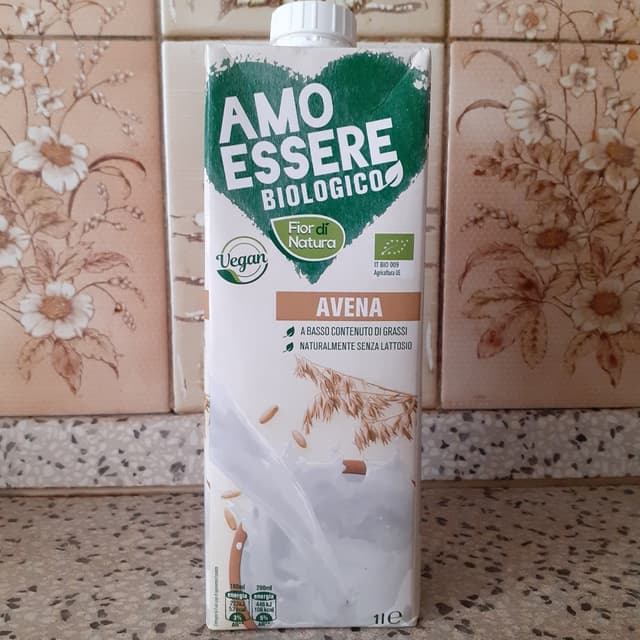 AMO
ESSERE
BIOLOGICO
Fior di
Natura
Vegan
IT BIO 009
Agricoltura UE
AVENA
A BASSO CONTENUTO DI GRASSI
NATURALMENTE SENZA LATTOSIO
100ml 200ml
energia energia
1l e